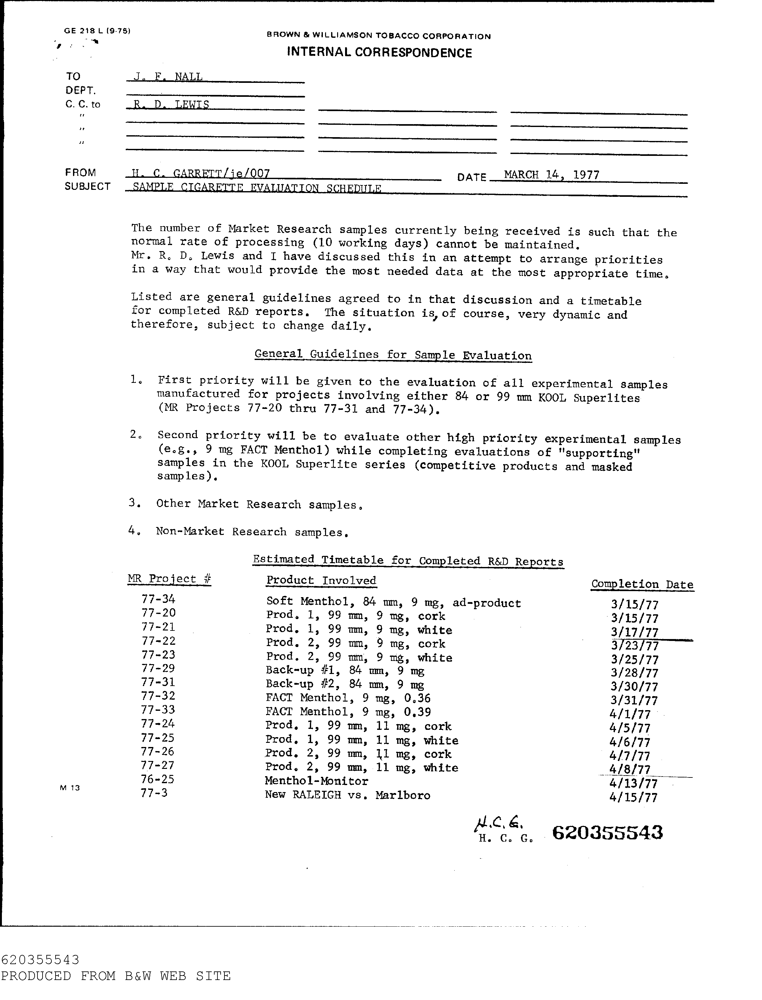 GE 218 L (9-75)
BROWN & WILLIAMSON TOBACCO CORPORATION
INTERNAL CORRESPONDENCE
TO J. F. NALL
DEPT.
C. C. to R. D. LEWIS
"
"
"
FROM H. C. GARRETT/je/007 DATE MARCH 14, 1977
SUBJECT SAMPLE CIGARETTE EVALUATION SCHEDULE
The number of Market Research samples currently being received is such that the
normal rate of processing (10 working days) cannot be maintained.
Mr. R. D. Lewis and I have discussed this in an attempt to arrange priorities
in a way that would provide the most needed data at the most appropriate time.
Listed are general guidelines agreed to in that discussion and a timetable
for completed R&D reports. The situation is, of course, very dynamic and
therefore, subject to change daily.
General Guidelines for Sample Evaluation
1. First priority will be given to the evaluation of all experimental samples
manufactured for projects involving either 84 or 99 mm KOOL Superlites
(MR Projects 77-20 thru 77-31 and 77-34).
2. Second priority will be to evaluate other high priority experimental samples
(e.g., 9 mg FACT Menthol) while completing evaluations of "supporting"
samples in the KOOL Superlite series (competitive products and masked
samples).
3. Other Market Research samples.
4. Non-Market Research samples.
Estimated Timetable for Completed R&D Reports
MR Project # Product Involved Completion Date
77-34 Soft Menthol, 84 mm, 9 mg, ad-product 3/15/77
77-20 Prod. 1, 99 mm, 9 mg, cork 3/15/77
77-21 Prod. 1, 99 mm, 9 mg, white 3/17/77
77-22 Prod. 2, 99 mm, 9 mg, cork 3/23/77
77-23 Prod. 2, 99 mm, 9 mg, white 3/25/77
77-29 Back-up #1, 84 mm, 9 mg 3/28/77
77-31 Back-up #2, 84 mm, 9 mg 3/30/77
77-32 FACT Menthol, 9 mg, 0.36 3/31/77
77-33 FACT Menthol, 9 mg, 0.39 4/1/77
77-24 Prod. 1, 99 mm, 11 mg, cork 4/5/77
77-25 Prod. 1, 99 mm, 11 mg, white 4/6/77
77-26 Prod. 2, 99 mm, 11 mg, cork 4/7/77
77-27 Prod. 2, 99 mm, 11 mg, white 4/8/77
76-25 Menthol-Monitor 4/13/77
77-3 New RALEIGH vs. Marlboro 4/15/77
M 13
H.C.G.
H. C. G. 620355543
620355543
PRODUCED FROM B&W WEB SITE